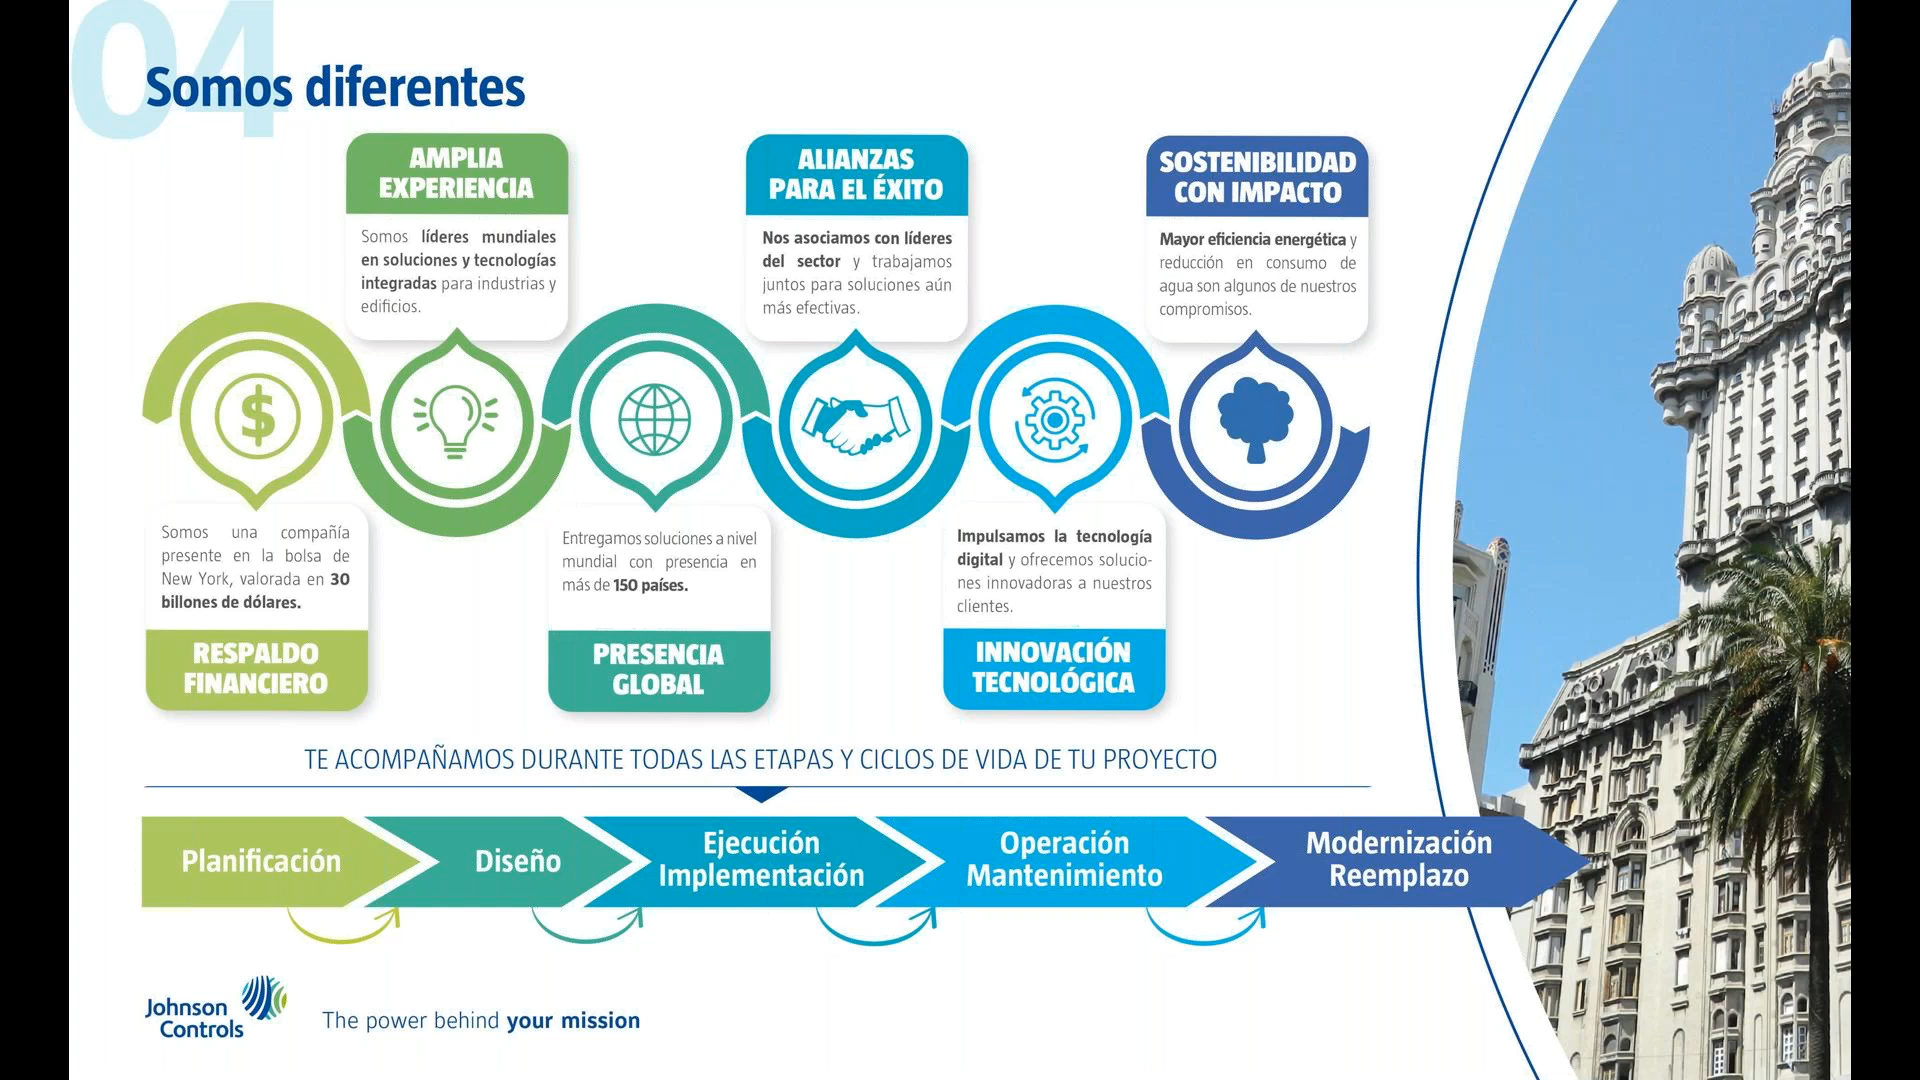 04
Somos diferentes
AMPLIA
EXPERIENCIA
Somos líderes mundiales
en soluciones y tecnologías
integradas para industrias y
edificios.
ALIANZAS
PARA EL ÉXITO
Nos asociamos con líderes
del sector y trabajamos
juntos para soluciones aún
más efectivas.
SOSTENIBILIDAD
CON IMPACTO
Mayor eficiencia energética y
reducción en consumo de
agua son algunos de nuestros
compromisos.
$
Somos una compañía
presente en la bolsa de
New York, valorada en 30
billones de dólares.
RESPALDO
FINANCIERO
Entregamos soluciones a nivel
mundial con presencia en
más de 150 países.
PRESENCIA
GLOBAL
Impulsamos la tecnología
digital y ofrecemos solucio-
nes innovadoras a nuestros
clientes.
INNOVACIÓN
TECNOLÓGICA
TE ACOMPAÑAMOS DURANTE TODAS LAS ETAPAS Y CICLOS DE VIDA DE TU PROYECTO
Planificación
Diseño
Ejecución
Implementación
Operación
Mantenimiento
Modernización
Reemplazo
Johnson
Controls
The power behind your mission